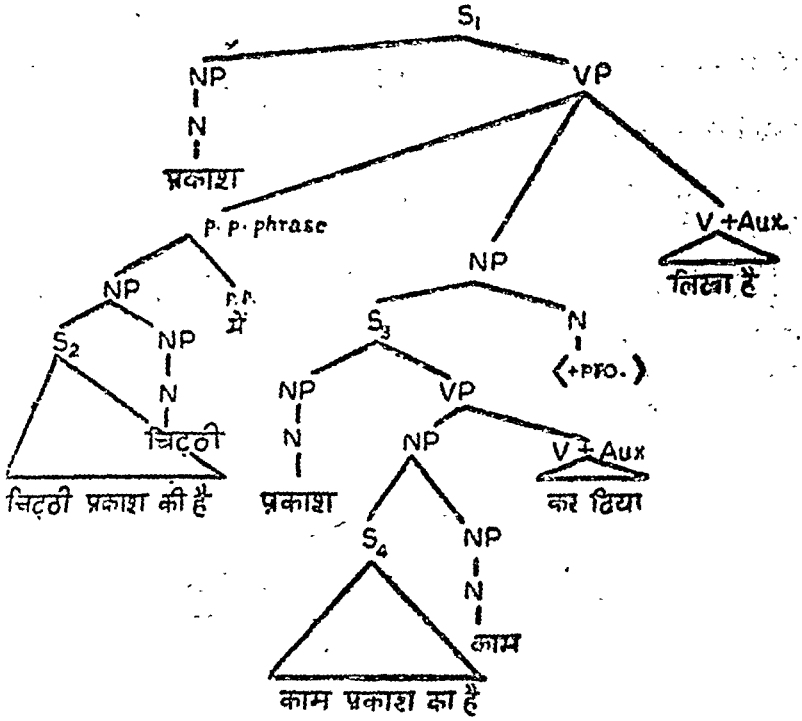 S1
NP VP
N
प्रकाश
p.p. phrase V + Aux.
NP लिखा है
NP p.p.
में
S3 N
S2 NP <+pro.>
NP VP
N N NP V + Aux
चिट्ठी
चिट्ठी प्रकाश की है प्रकाश कर दिया
S4 NP
N
काम
काम प्रकाश का है